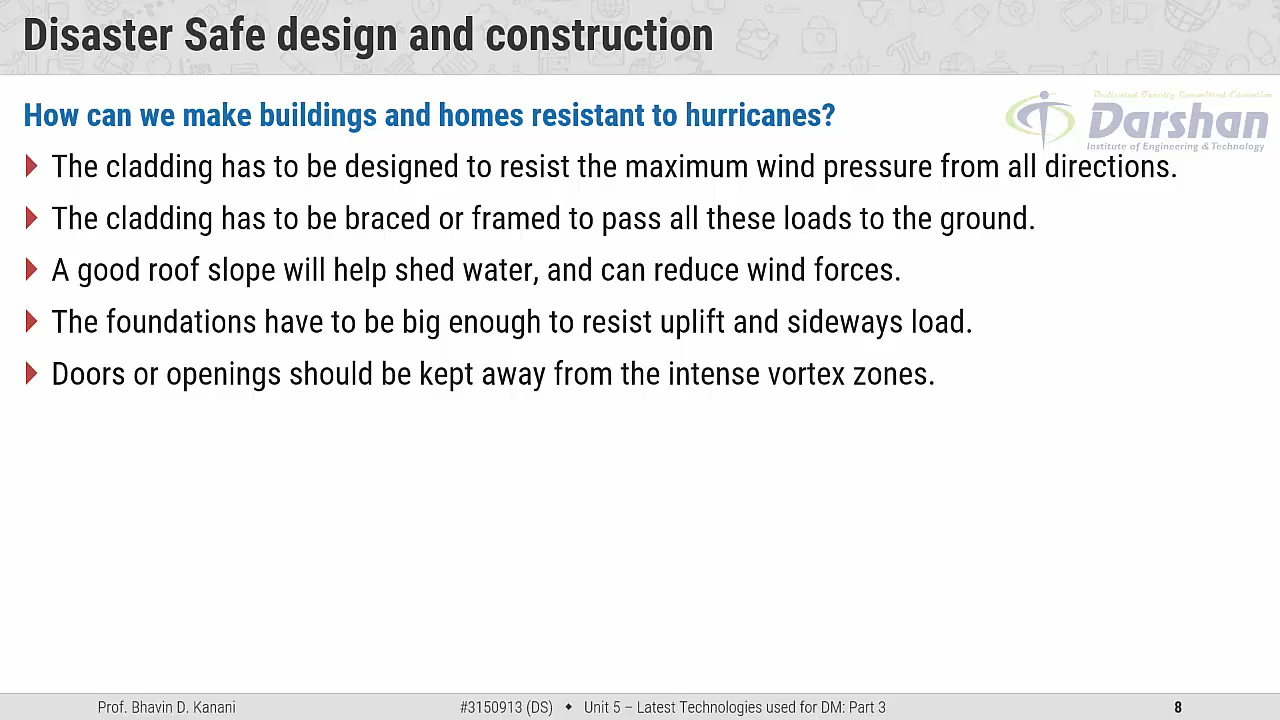 Disaster Safe design and construction
How can we make buildings and homes resistant to hurricanes?
Dedicated Faculty, Committed Education
Darshan
Institute of Engineering & Technology
The cladding has to be designed to resist the maximum wind pressure from all directions.
The cladding has to be braced or framed to pass all these loads to the ground.
A good roof slope will help shed water, and can reduce wind forces.
The foundations have to be big enough to resist uplift and sideways load.
Doors or openings should be kept away from the intense vortex zones.
Prof. Bhavin D. Kanani
#3150913 (DS) ◆ Unit 5 – Latest Technologies used for DM: Part 3
8